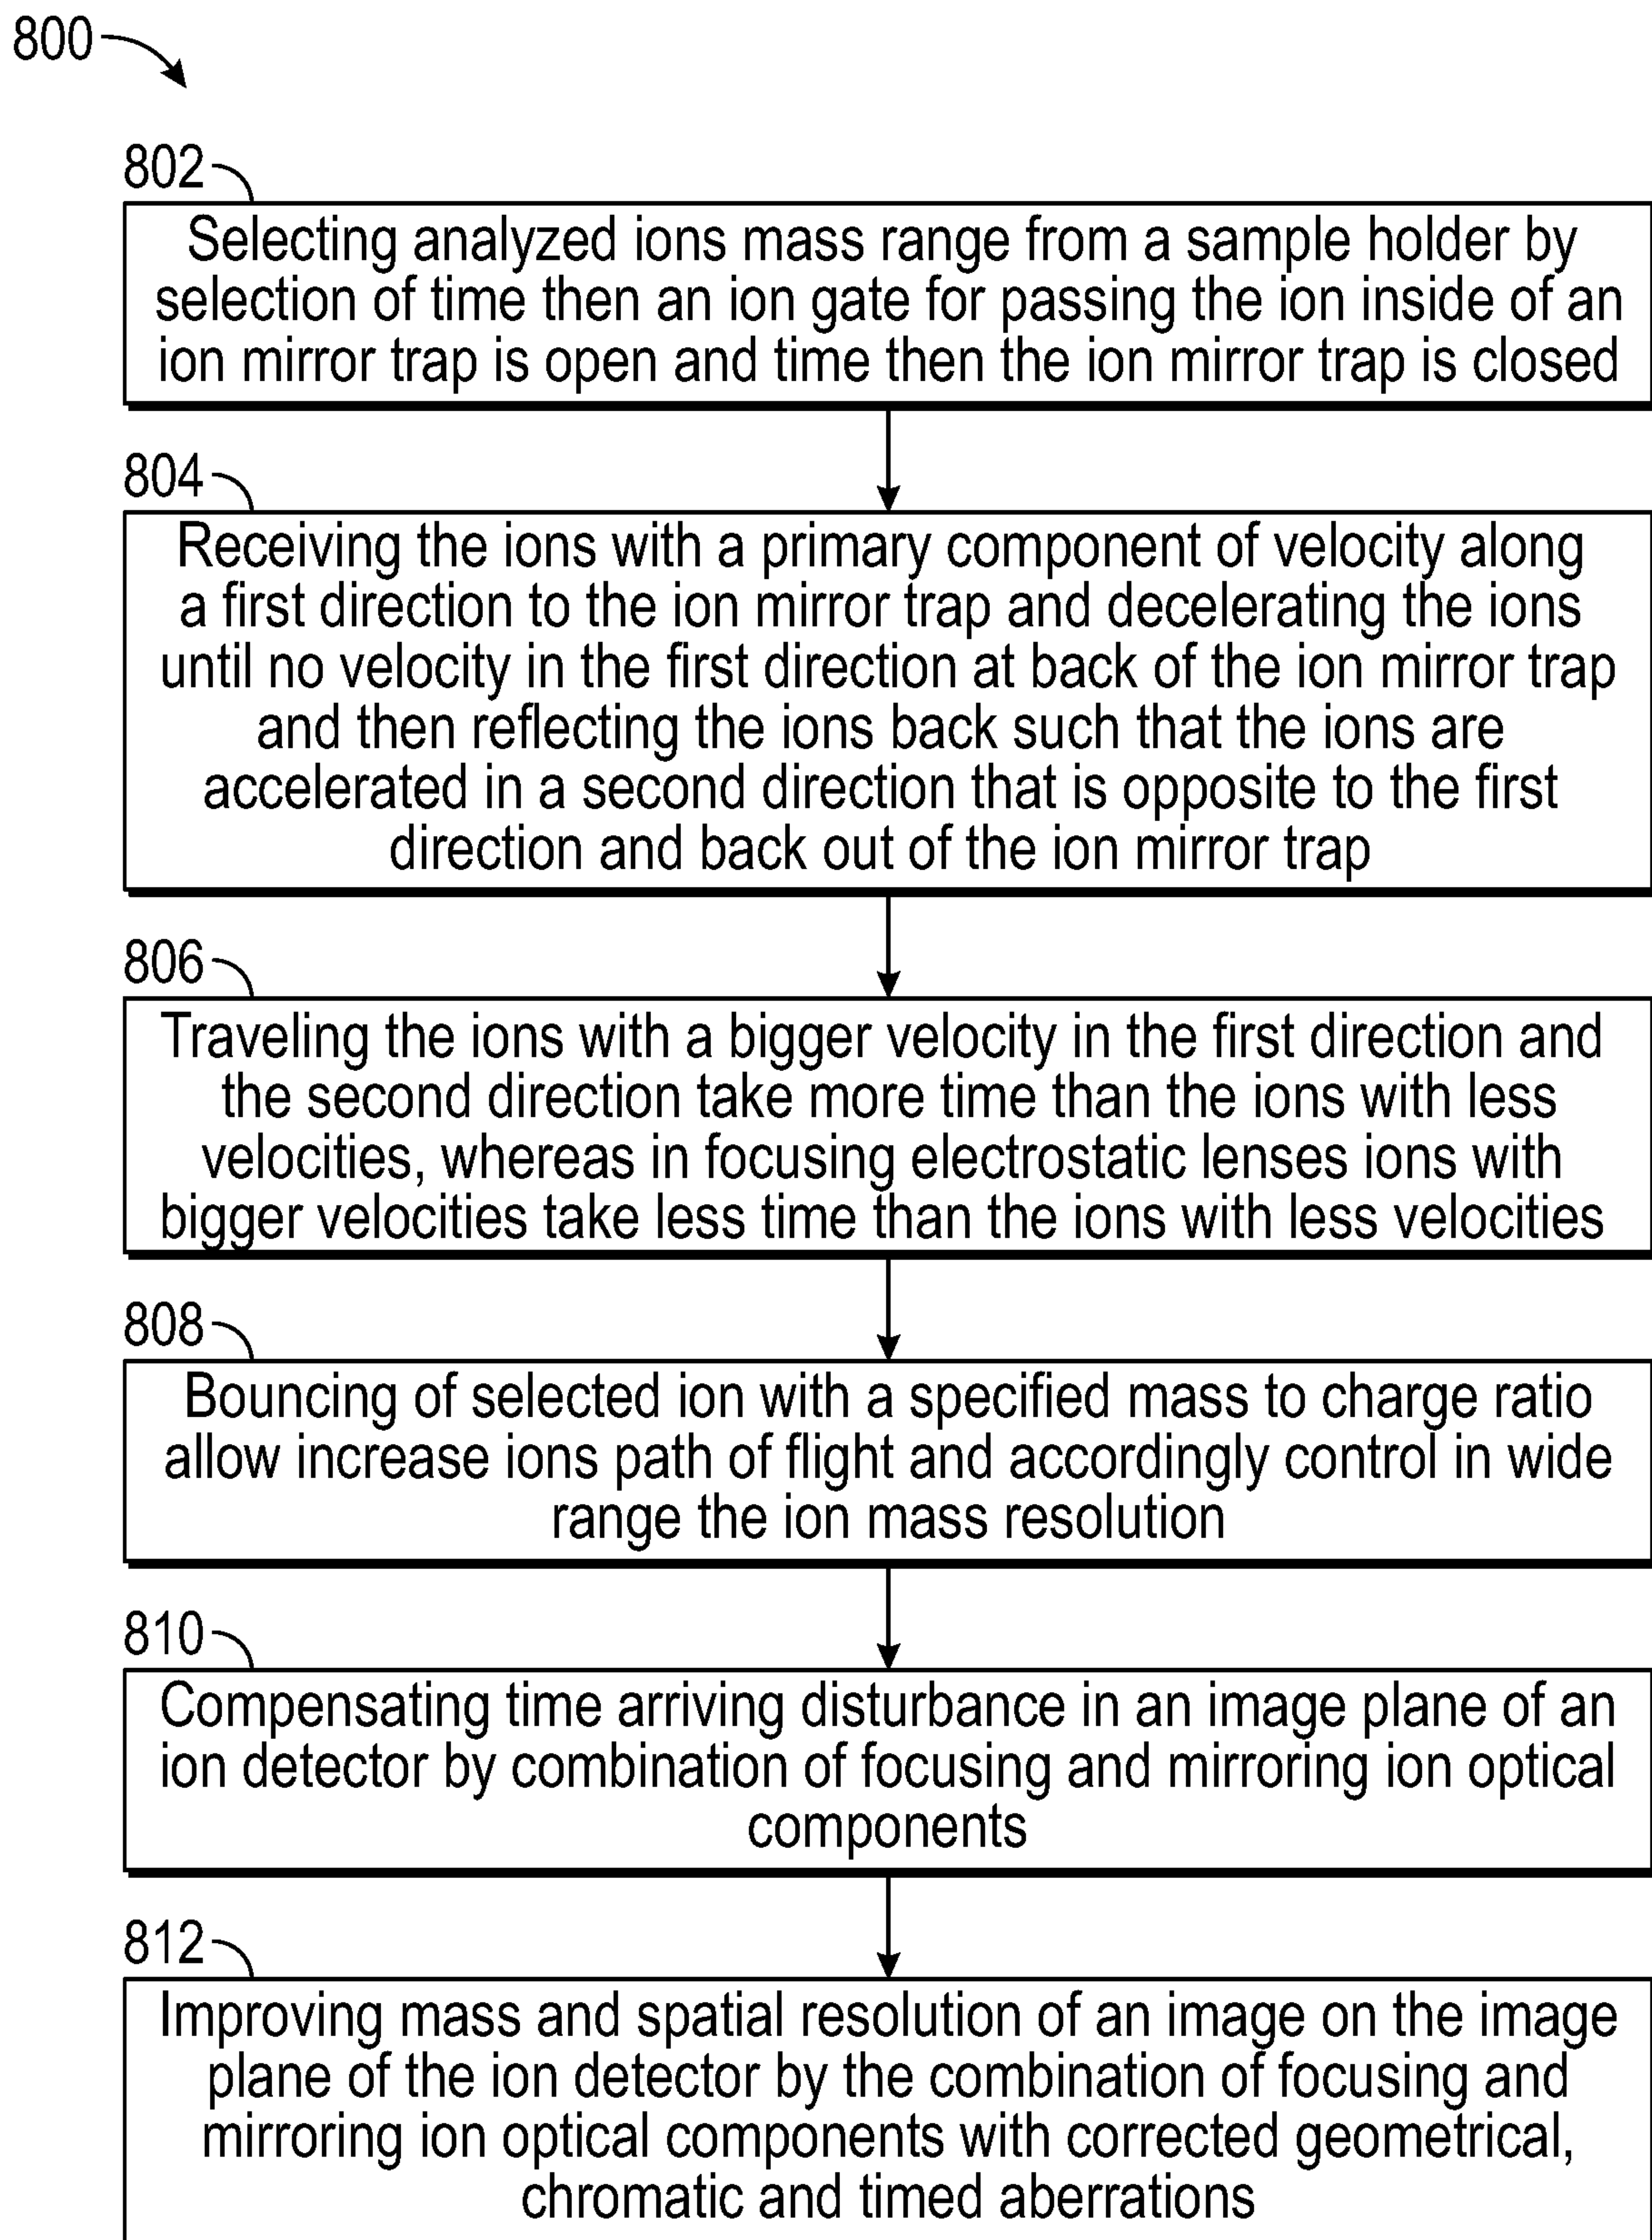 800
802
Selecting analyzed ions mass range from a sample holder by
selection of time then an ion gate for passing the ion inside of an
ion mirror trap is open and time then the ion mirror trap is closed
804
Receiving the ions with a primary component of velocity along
a first direction to the ion mirror trap and decelerating the ions
until no velocity in the first direction at back of the ion mirror trap
and then reflecting the ions back such that the ions are
accelerated in a second direction that is opposite to the first
direction and back out of the ion mirror trap
806
Traveling the ions with a bigger velocity in the first direction and
the second direction take more time than the ions with less
velocities, whereas in focusing electrostatic lenses ions with
bigger velocities take less time than the ions with less velocities
808
Bouncing of selected ion with a specified mass to charge ratio
allow increase ions path of flight and accordingly control in wide
range the ion mass resolution
810
Compensating time arriving disturbance in an image plane of an
ion detector by combination of focusing and mirroring ion optical
components
812
Improving mass and spatial resolution of an image on the image
plane of the ion detector by the combination of focusing and
mirroring ion optical components with corrected geometrical,
chromatic and timed aberrations